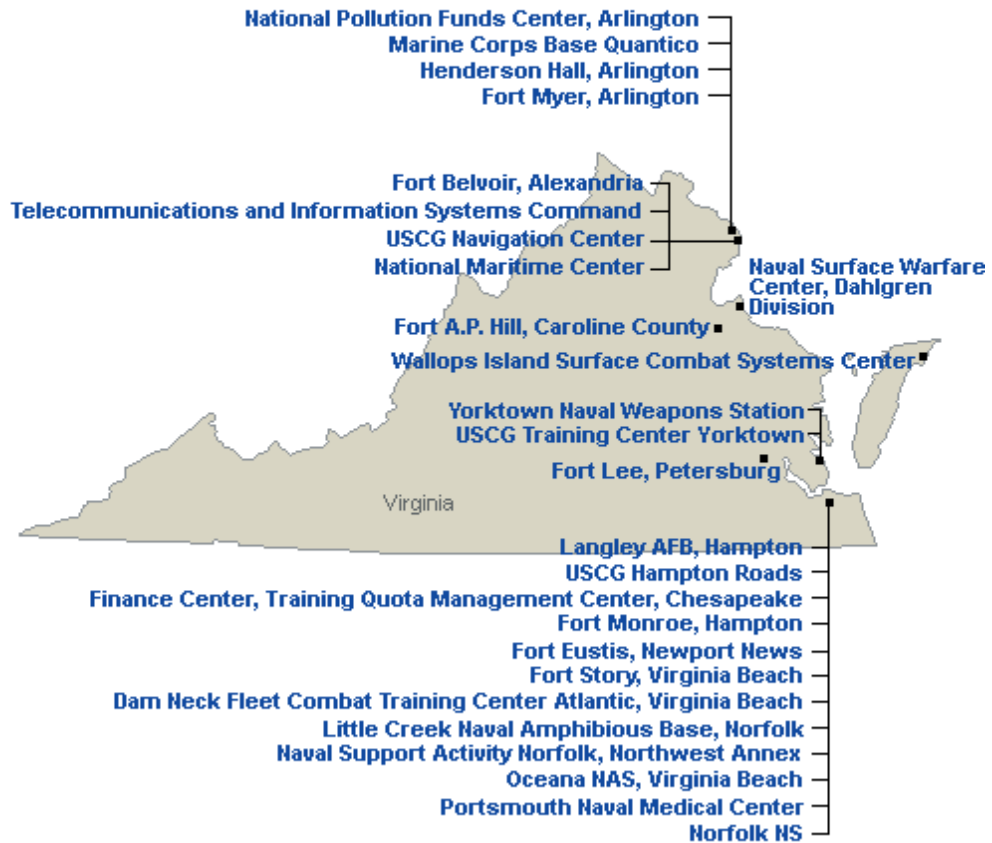 National Pollution Funds Center, Arlington
Marine Corps Base Quantico
Henderson Hall, Arlington
Fort Myer, Arlington
Fort Belvoir, Alexandria
Telecommunications and Information Systems Command
USCG Navigation Center
National Maritime Center
Naval Surface Warfare
Center, Dahlgren
Division
Fort A.P. Hill, Caroline County
Wallops Island Surface Combat Systems Center
Yorktown Naval Weapons Station
USCG Training Center Yorktown
Fort Lee, Petersburg
Virginia
Langley AFB, Hampton
USCG Hampton Roads
Finance Center, Training Quota Management Center, Chesapeake
Fort Monroe, Hampton
Fort Eustis, Newport News
Fort Story, Virginia Beach
Dam Neck Fleet Combat Training Center Atlantic, Virginia Beach
Little Creek Naval Amphibious Base, Norfolk
Naval Support Activity Norfolk, Northwest Annex
Oceana NAS, Virginia Beach
Portsmouth Naval Medical Center
Norfolk NS